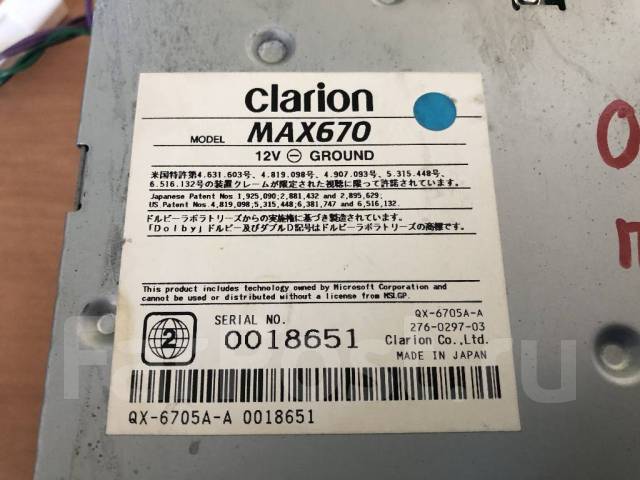 clarion
MODEL MAX670
12V ⊖ GROUND
米国特許第4.631.603号、4.819.098号、4.907.093号、5.315.448号、
6.516.132号の装置クレームが限定された視聴に限って許諾されています。
Japanese Patent Nos 1,925,090;2,881,432 and 2,895,629.
US Patent Nos 4,819,098;5,315,448;6,381,747 and 6,516,132.
ドルビーラボラトリーズからの実施権に基づき製造されています。
「Dolby」ドルビー及びダブルD記号はドルビーラボラトリーズの商標です。
This product includes technology owned by Microsoft Corporation and
cannot be used or distributed without a license from MSLGP.
2
SERIAL NO.
0018651
QX-6705A-A
276-0297-03
Clarion Co.,Ltd.
MADE IN JAPAN
QX-6705A-A 0018651